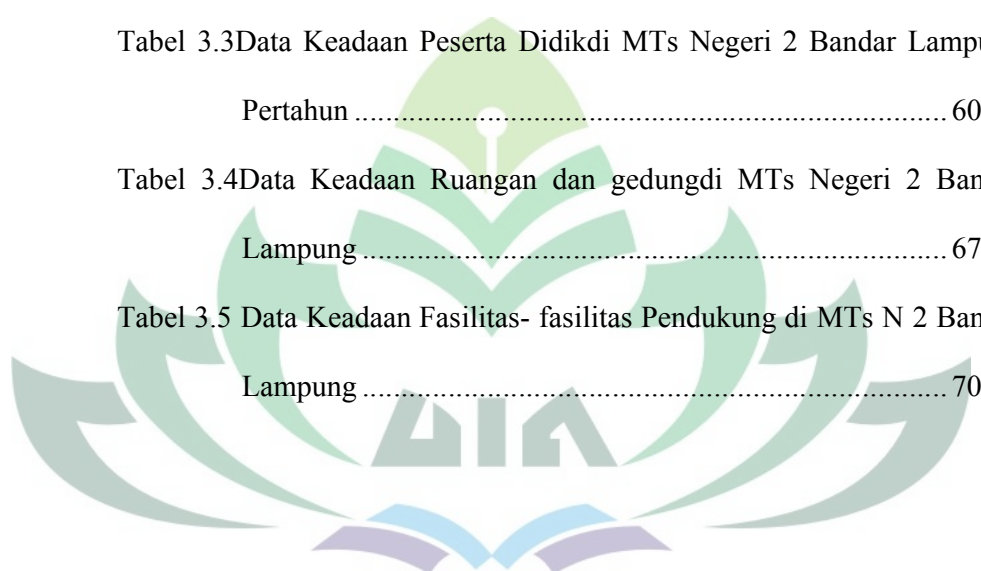 Tabel 3.3Data Keadaan Peserta Didikdi MTs Negeri 2 Bandar Lampu
Pertahun ............................................................................ 60
Tabel 3.4Data Keadaan Ruangan dan gedungdi MTs Negeri 2 Ban
Lampung ........................................................................... 67
Tabel 3.5 Data Keadaan Fasilitas- fasilitas Pendukung di MTs N 2 Ban
Lampung ........................................................................... 70
UIN